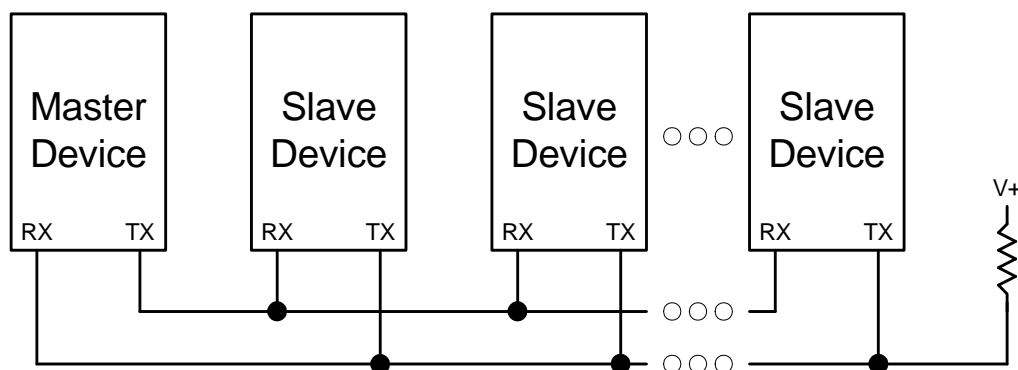 Master
Device
Slave
Device
Slave
Device
Slave
Device
V+
RX TX
RX TX
RX TX
RX TX